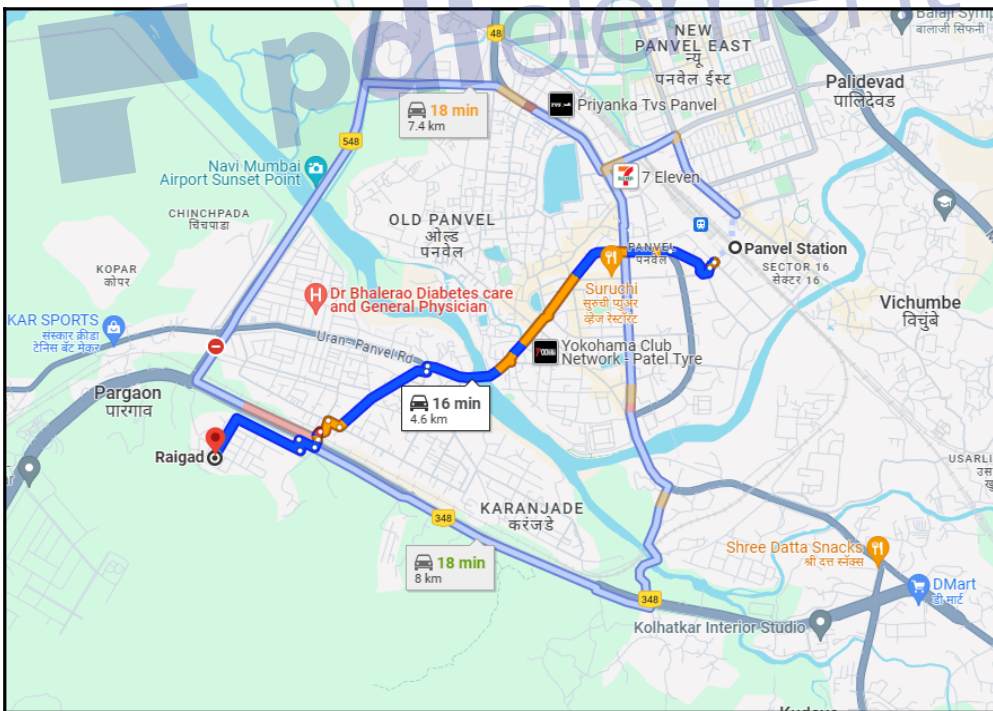 pdfelement
Balaji Symp
बालाजी सिंफनी
48
NEW
PANVEL EAST
न्यू
पनवेल ईस्ट
Palidevad
पालिदेवड
18 min
7.4 km
Priyanka Tvs Panvel
548
Navi Mumbai
Airport Sunset Point
7 Eleven
CHINCHPADA
चिंचपाडा
OLD PANVEL
ओल्ड
पनवेल
PANVEL
पनवेल
Panvel Station
SECTOR 16
सेक्टर 16
KOPAR
कोपर
Dr Bhalerao Diabetes care
and General Physician
Suruchi
सुरुची प्युअर
व्हेज रेस्टॉरंट
Vichumbe
विचुंबे
KAR SPORTS
संस्कार क्रीडा
टेनिस बॅट मेकर
Uran-Panvel Rd
Yokohama Club
Network - Patel Tyre
Pargaon
पारगाव
16 min
4.6 km
Raigad
USARLI
KARANJADE
करंजडे
348
18 min
8 km
Shree Datta Snacks
श्री दत्त स्नॅक्स
DMart
डी मार्ट
348
Kolhatkar Interior Studio